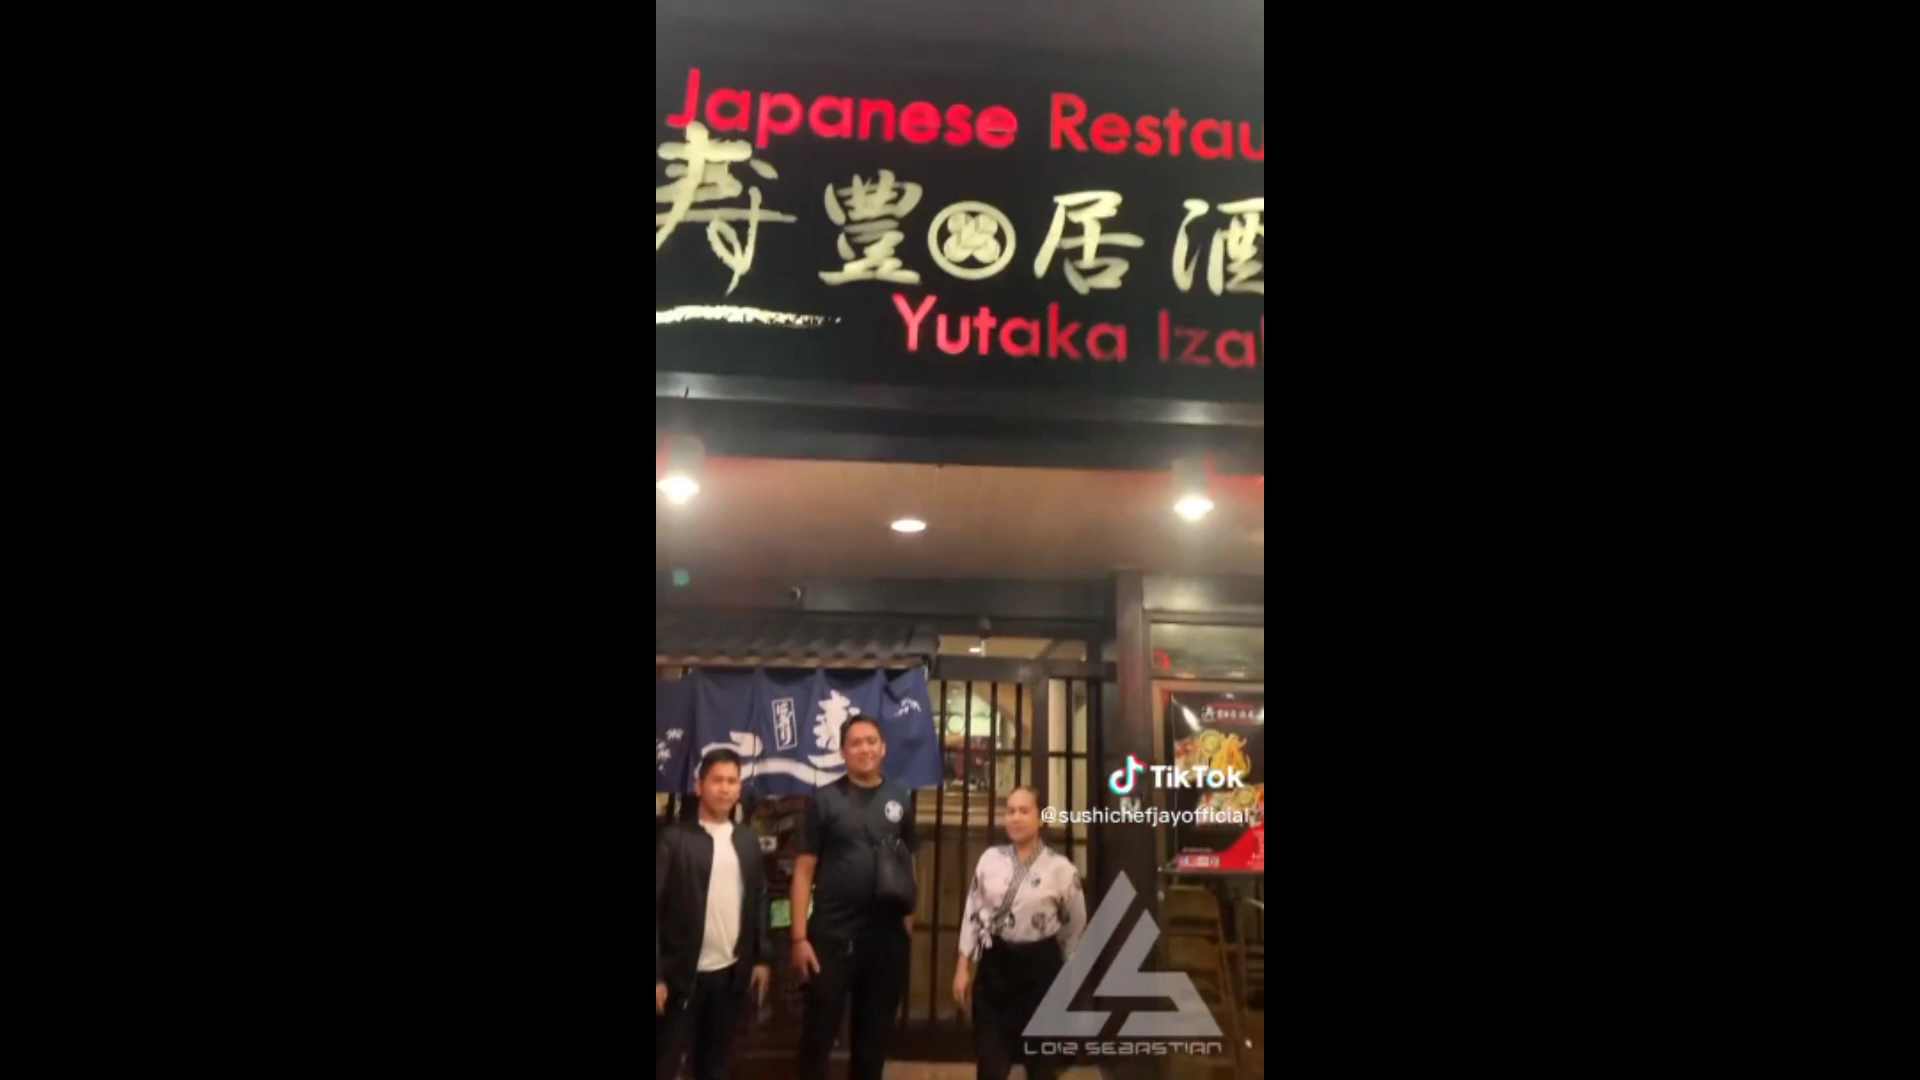 Japanese Restau
寿豊 居酒
Yutaka Iza
TikTok
@sushichefjayofficial
LOIZ SEBASTIAN